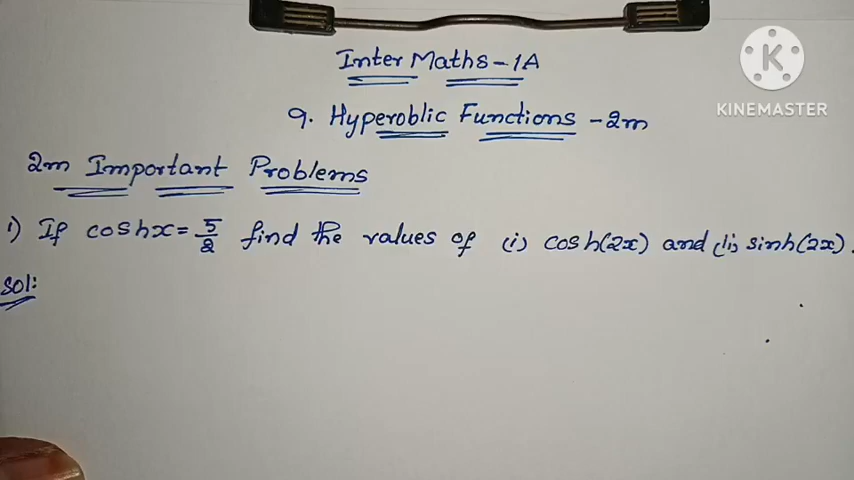 Inter Maths-1A
KINEMASTER
9. Hyperoblic Functions -2m
2m Important Problems
1) If coshx = 5/2 find the values of (i) cosh(2x) and (ii) sinh(2x).
Sol: